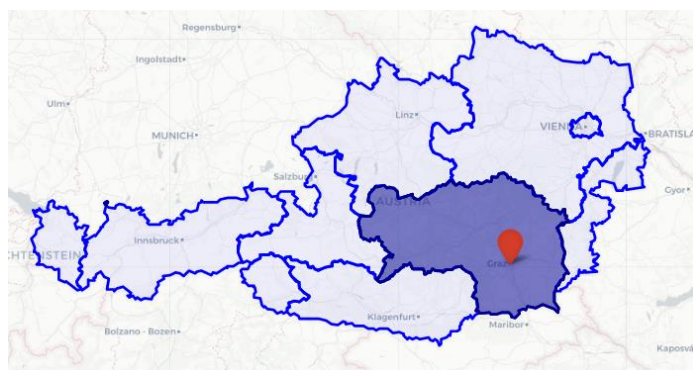 Regensburg
Ingolstadt
Ulm
Linz
MUNICH
VIENNA
BRATISLA
Salzburg
Gyor
AUSTRIA
Innsbruck
CHTENSTEIN
Graz
Klagenfurt
Maribor
Bolzano - Bozen
Kaposvá